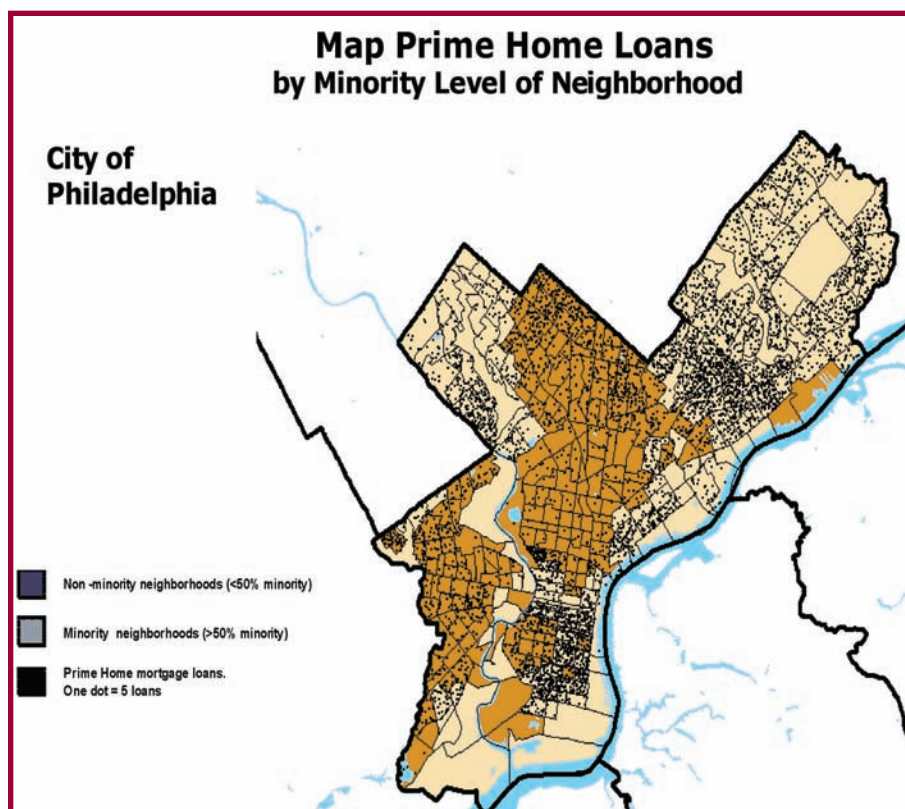 Map Prime Home Loans
by Minority Level of Neighborhood
City of
Philadelphia
Non -minority neighborhoods (<50% minority)
Minority neighborhoods (>50% minority)
Prime Home mortgage loans.
One dot = 5 loans